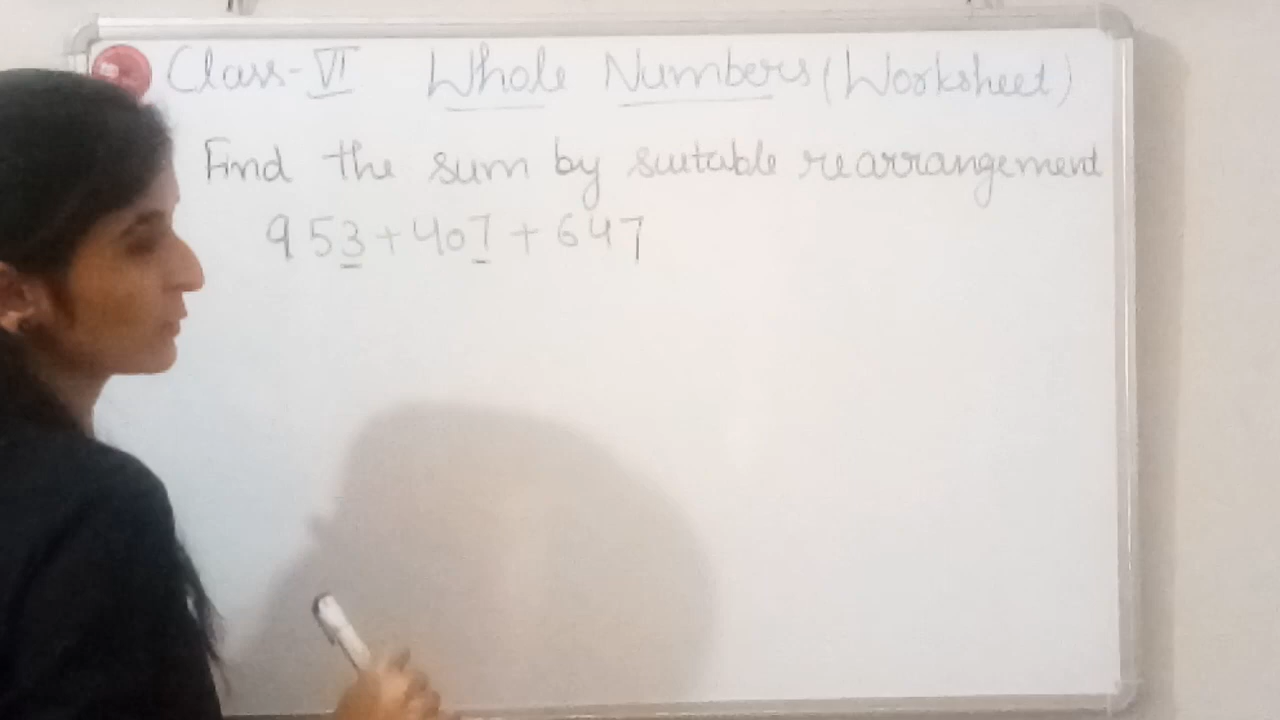 Class-VI Whole Numbers (Worksheet)
Find the sum by suitable rearrangement
953+407+647